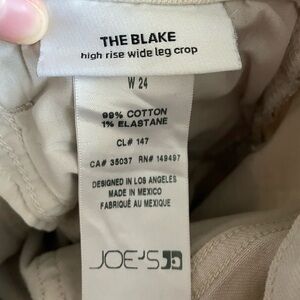 THE BLAKE
high rise wide leg crop
W 24
99% COTTON
1% ELASTANE
CL# 147
CA# 35037 RN# 149497
DESIGNED IN LOS ANGELES
MADE IN MEXICO
FABRIQUÉ AU MEXIQUE
JOE'S